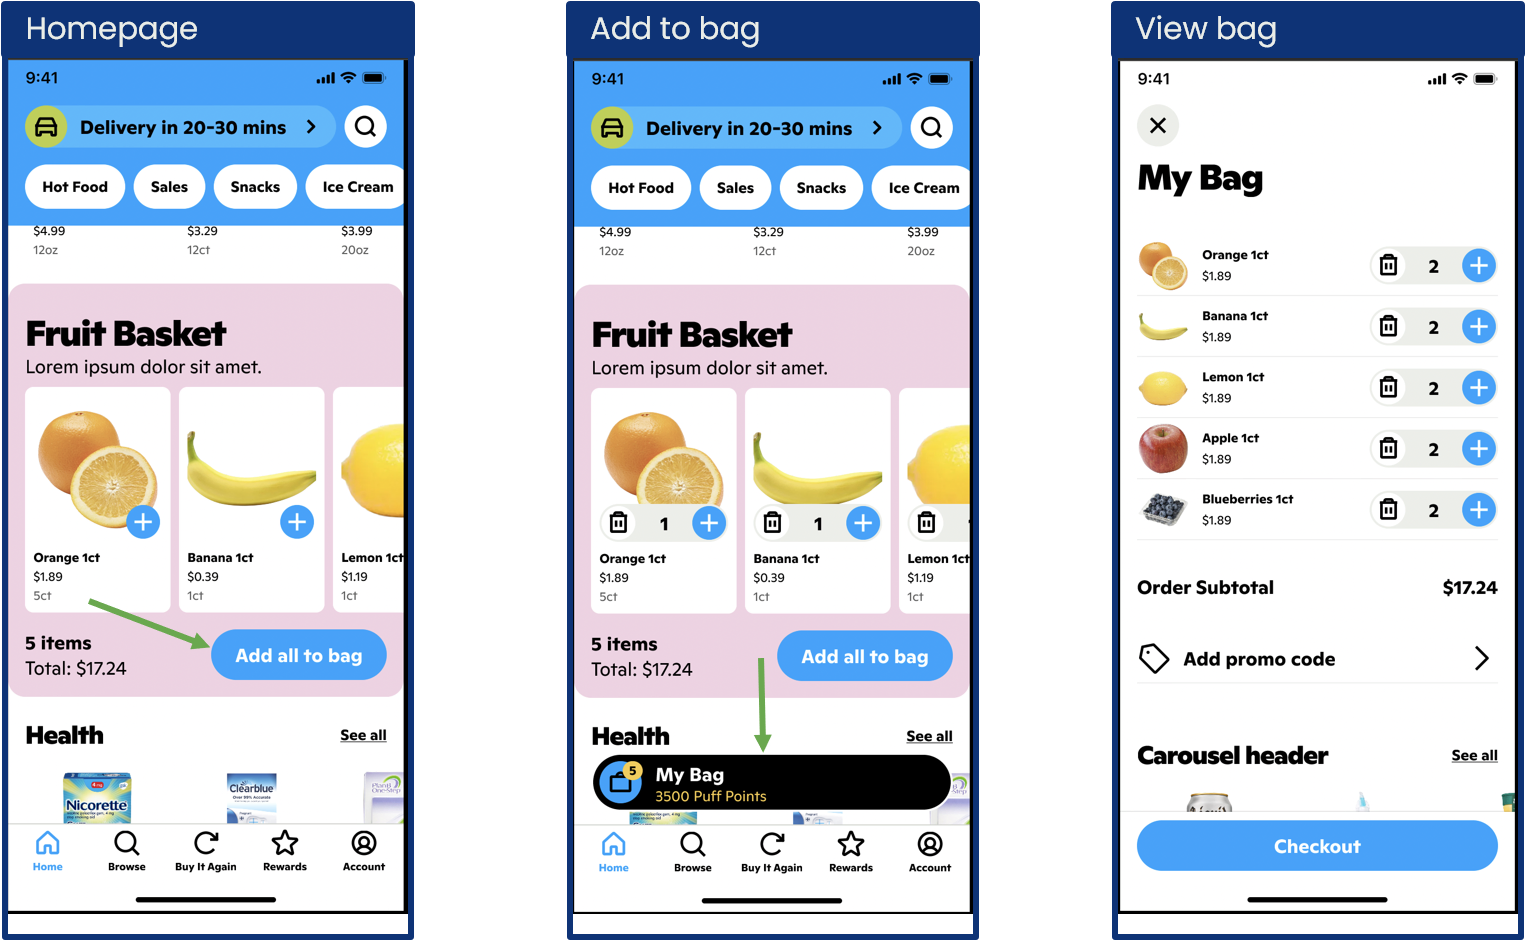 Homepage
9:41
Delivery in 20-30 mins
Hot Food Sales Snacks Ice Cream
$4.99 $3.29 $3.99
12oz 12ct 20oz
Fruit Basket
Lorem ipsum dolor sit amet.
Orange 1ct Banana 1ct Lemon 1ct
$1.89 $0.39 $1.19
5ct 1ct 1ct
5 items
Total: $17.24
Add all to bag
Health See all
Nicorette
Clearblue
PlanB
One-Step
Home Browse Buy It Again Rewards Account
Add to bag
9:41
Delivery in 20-30 mins
Hot Food Sales Snacks Ice Cream
$4.99 $3.29 $3.99
12oz 12ct 20oz
Fruit Basket
Lorem ipsum dolor sit amet.
1 1
Orange 1ct Banana 1ct Lemon 1ct
$1.89 $0.39 $1.19
5ct 1ct 1ct
5 items
Total: $17.24
Add all to bag
Health See all
5
My Bag
3500 Puff Points
Home Browse Buy It Again Rewards Account
View bag
9:41
My Bag
Orange 1ct
$1.89
2
Banana 1ct
$1.89
2
Lemon 1ct
$1.89
2
Apple 1ct
$1.89
2
Blueberries 1ct
$1.89
2
Order Subtotal $17.24
Add promo code
Carousel header See all
Checkout